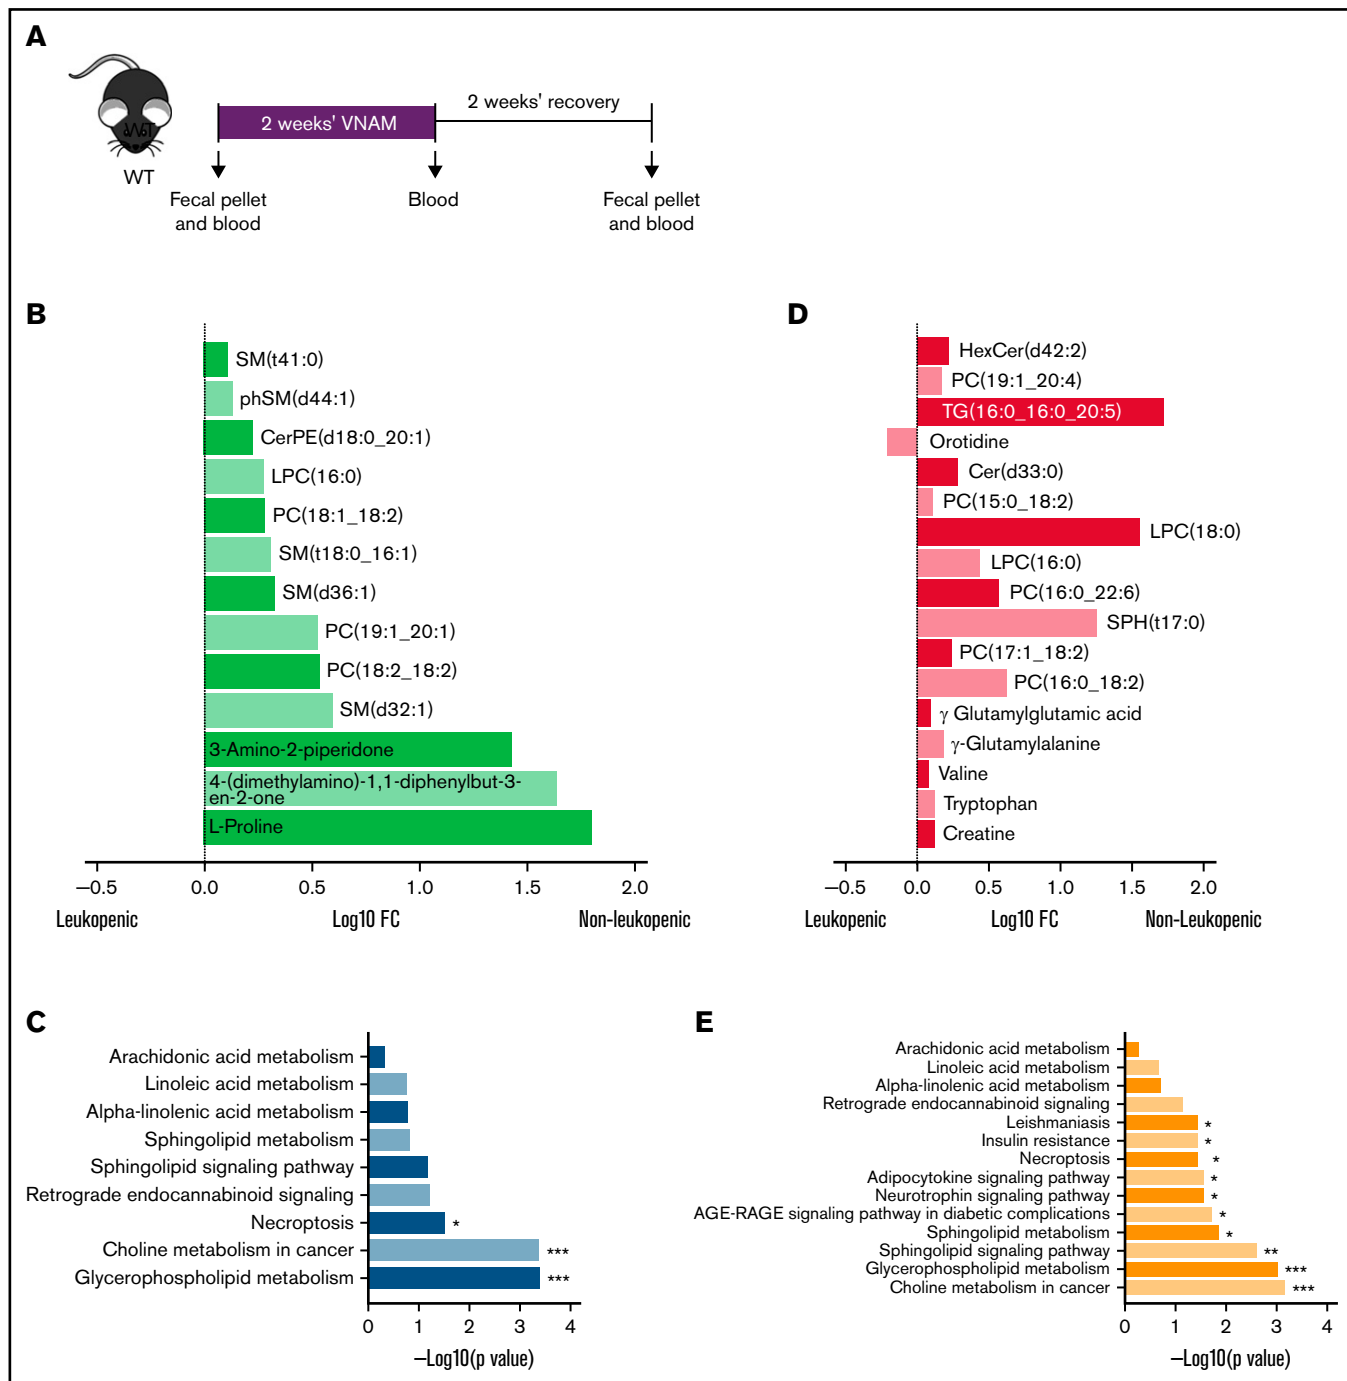 A
2 weeks' VNAM
2 weeks' recovery
WT
Fecal pellet
and blood
Blood
Fecal pellet
and blood
B
SM(t41:0)
phSM(d44:1)
CerPE(d18:0_20:1)
LPC(16:0)
PC(18:1_18:2)
SM(t18:0_16:1)
SM(d36:1)
PC(19:1_20:1)
PC(18:2_18:2)
SM(d32:1)
3-Amino-2-piperidone
4-(dimethylamino)-1,1-diphenylbut-3-
en-2-one
L-Proline
–0.5 0.0 0.5 1.0 1.5 2.0
Leukopenic Log10 FC Non-leukopenic
D
HexCer(d42:2)
PC(19:1_20:4)
TG(16:0_16:0_20:5)
Orotidine
Cer(d33:0)
PC(15:0_18:2)
LPC(18:0)
LPC(16:0)
PC(16:0_22:6)
SPH(t17:0)
PC(17:1_18:2)
PC(16:0_18:2)
γ Glutamylglutamic acid
γ-Glutamylalanine
Valine
Tryptophan
Creatine
–0.5 0.0 0.5 1.0 1.5 2.0
Leukopenic Log10 FC Non-Leukopenic
C
Arachidonic acid metabolism
Linoleic acid metabolism
Alpha-linolenic acid metabolism
Sphingolipid metabolism
Sphingolipid signaling pathway
Retrograde endocannabinoid signaling
Necroptosis *
Choline metabolism in cancer ***
Glycerophospholipid metabolism ***
0 1 2 3 4
–Log10(p value)
E
Arachidonic acid metabolism
Linoleic acid metabolism
Alpha-linolenic acid metabolism
Retrograde endocannabinoid signaling
Leishmaniasis *
Insulin resistance *
Necroptosis *
Adipocytokine signaling pathway *
Neurotrophin signaling pathway *
AGE-RAGE signaling pathway in diabetic complications *
Sphingolipid metabolism *
Sphingolipid signaling pathway **
Glycerophospholipid metabolism ***
Choline metabolism in cancer ***
0 1 2 3 4
–Log10(p value)